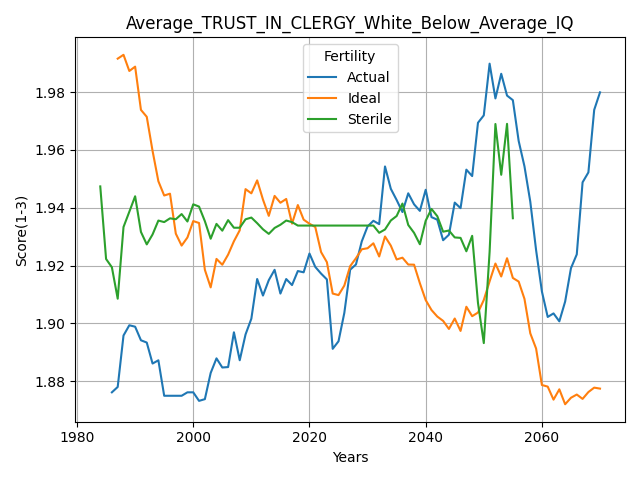 Average_TRUST_IN_CLERGY_White_Below_Average_IQ
Fertility
Actual
Ideal
Sterile
Score(1-3)
1.98
1.96
1.94
1.92
1.90
1.88
1980
2000
2020
2040
2060
Years